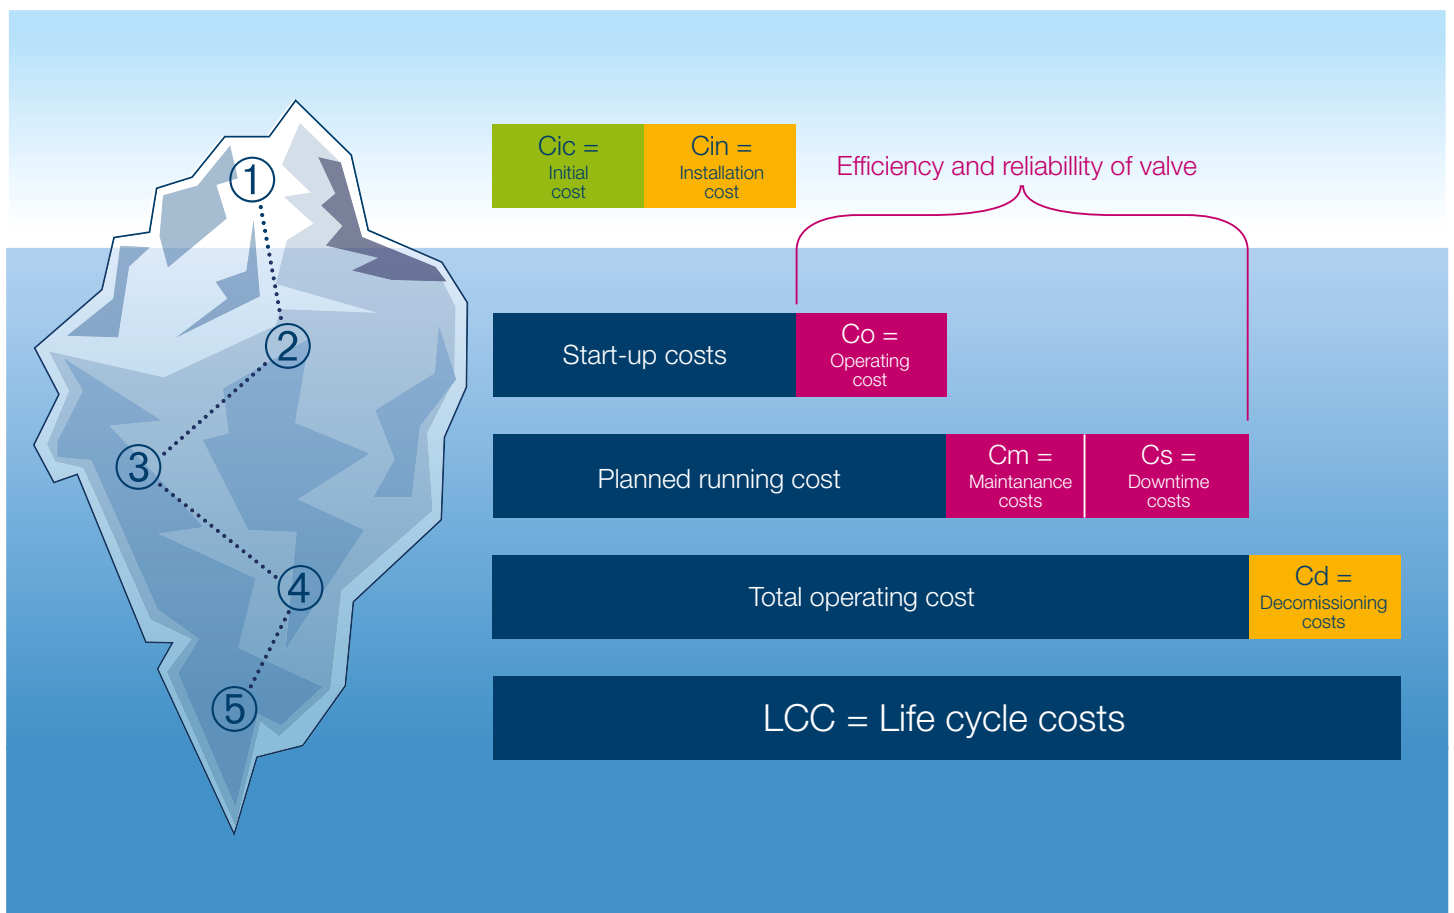 1
Cic =
Initial
cost
Cin =
Installation
cost
Efficiency and reliabillity of valve
2
Start-up costs
Co =
Operating
cost
3
Planned running cost
Cm =
Maintanance
costs
Cs =
Downtime
costs
4
Total operating cost
Cd =
Decomissioning
costs
5
LCC = Life cycle costs